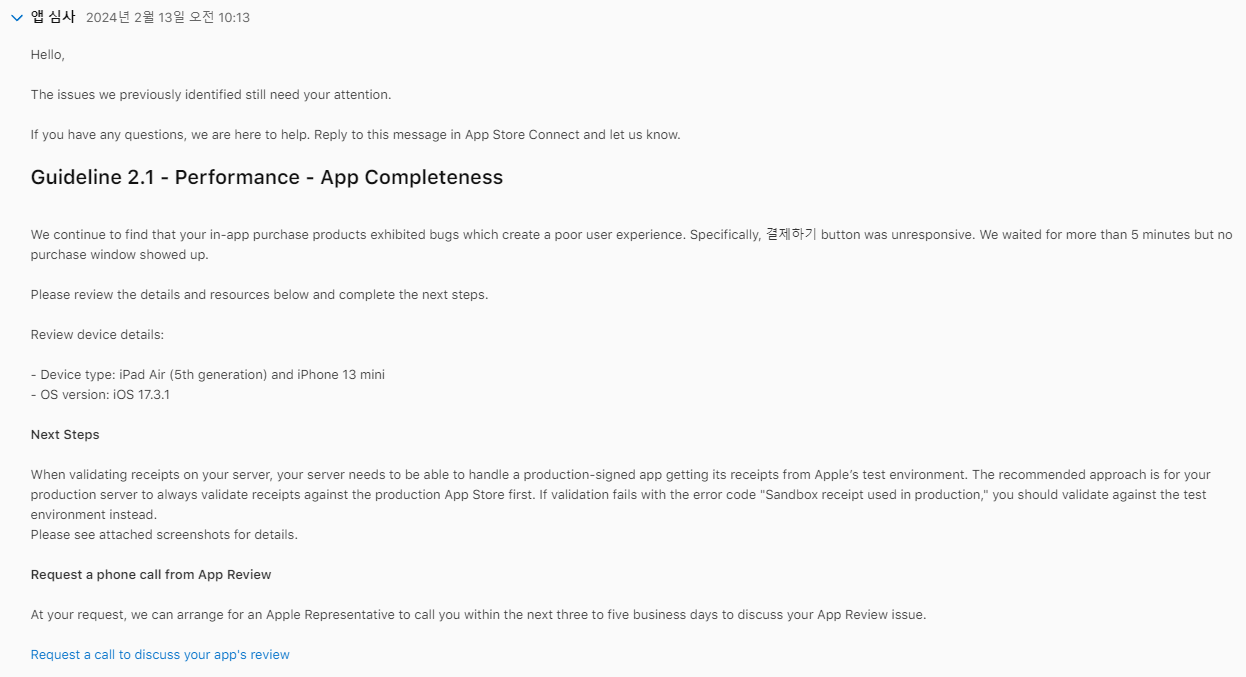 앱 심사 2024년 2월 13일 오전 10:13
Hello,
The issues we previously identified still need your attention.
If you have any questions, we are here to help. Reply to this message in App Store Connect and let us know.
Guideline 2.1 - Performance - App Completeness
We continue to find that your in-app purchase products exhibited bugs which create a poor user experience. Specifically, 결제하기 button was unresponsive. We waited for more than 5 minutes but no
purchase window showed up.
Please review the details and resources below and complete the next steps.
Review device details:
- Device type: iPad Air (5th generation) and iPhone 13 mini
- OS version: iOS 17.3.1
Next Steps
When validating receipts on your server, your server needs to be able to handle a production-signed app getting its receipts from Apple’s test environment. The recommended approach is for your
production server to always validate receipts against the production App Store first. If validation fails with the error code "Sandbox receipt used in production," you should validate against the test
environment instead.
Please see attached screenshots for details.
Request a phone call from App Review
At your request, we can arrange for an Apple Representative to call you within the next three to five business days to discuss your App Review issue.
Request a call to discuss your app's review